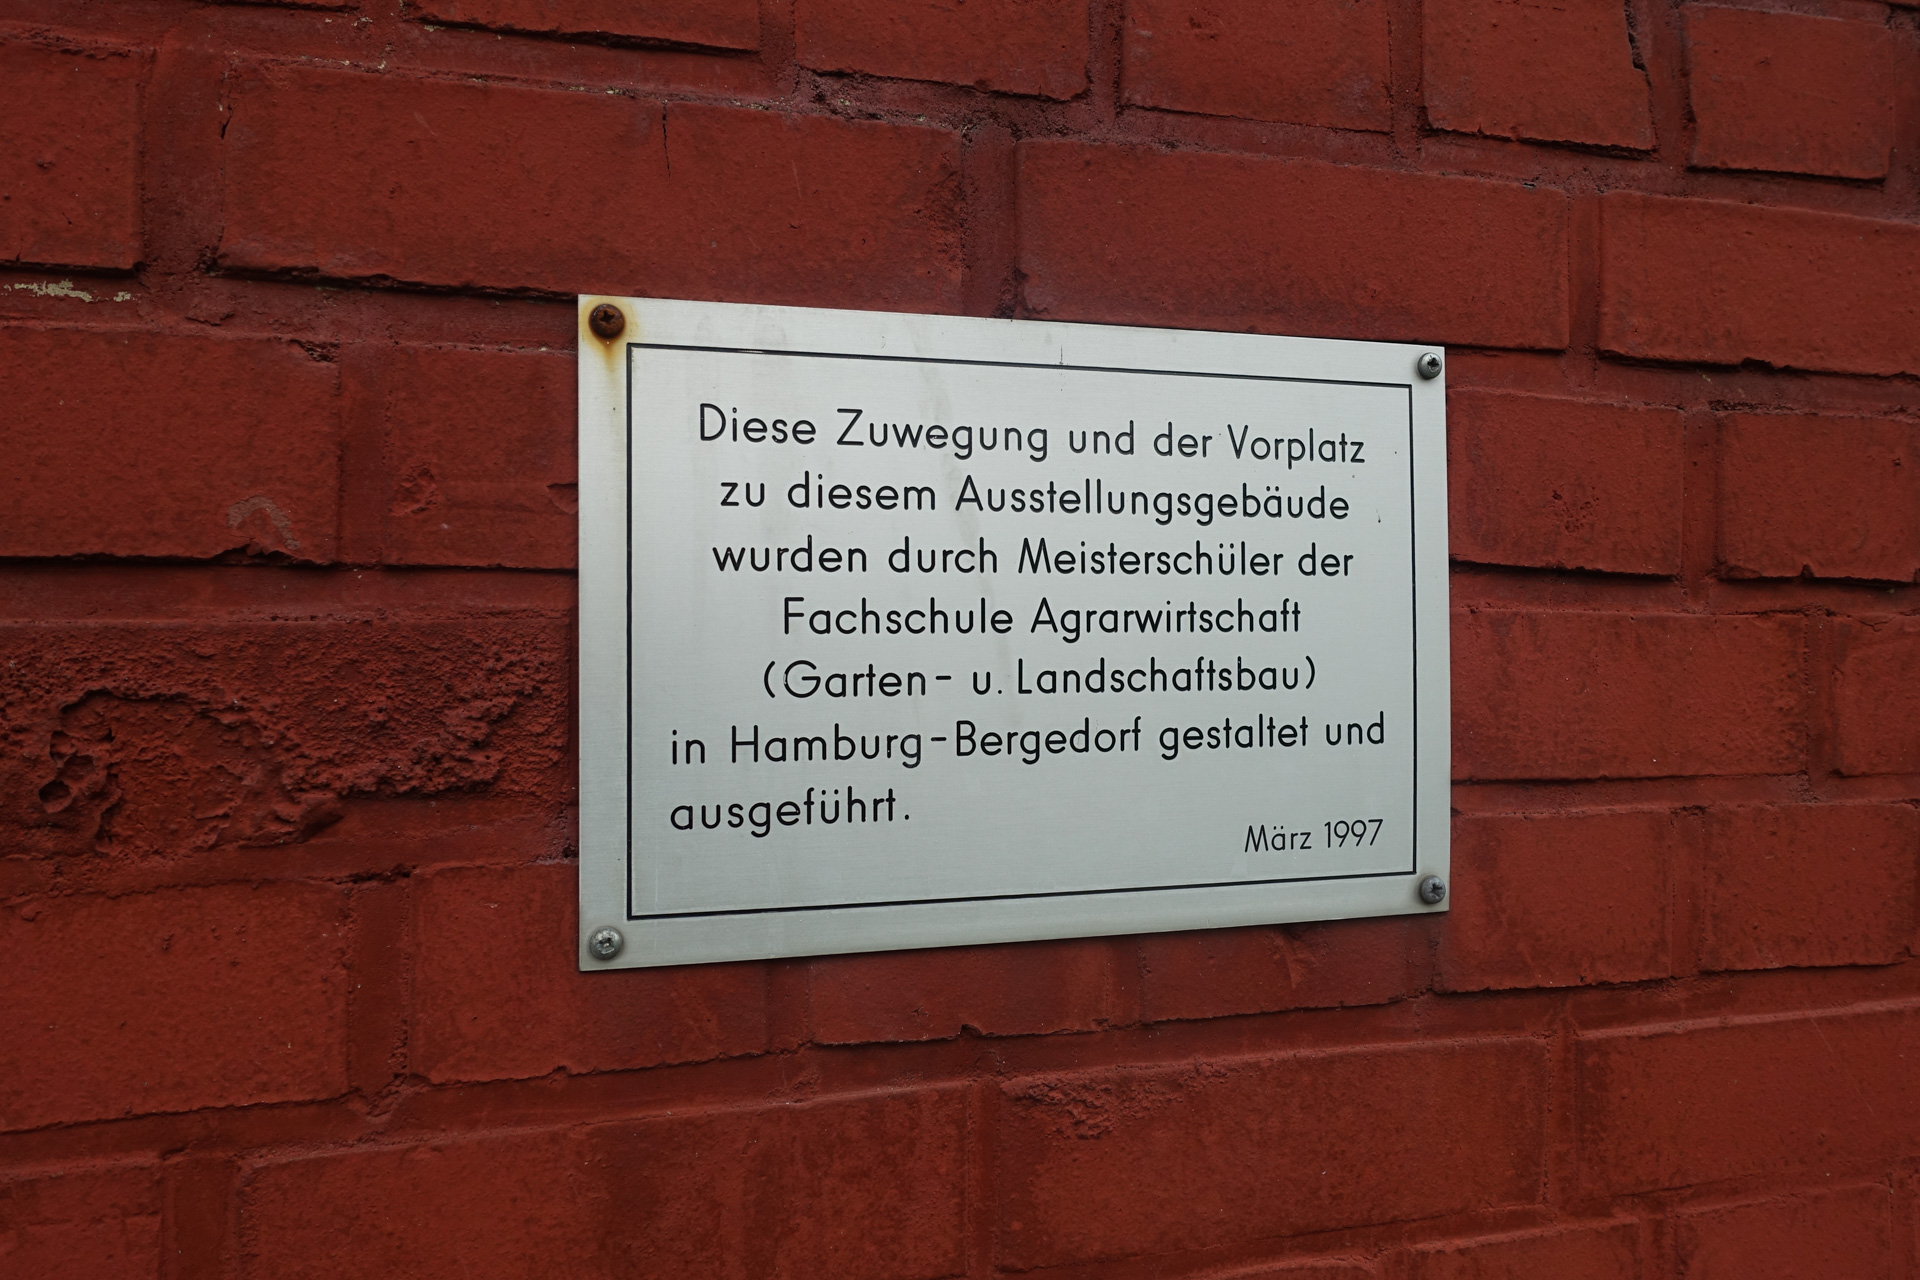 Diese Zuwegung und der Vorplatz
zu diesem Ausstellungsgebäude
wurden durch Meisterschüler der
Fachschule Agrarwirtschaft
(Garten- u. Landschaftsbau)
in Hamburg-Bergedorf gestaltet und
ausgeführt.
März 1997